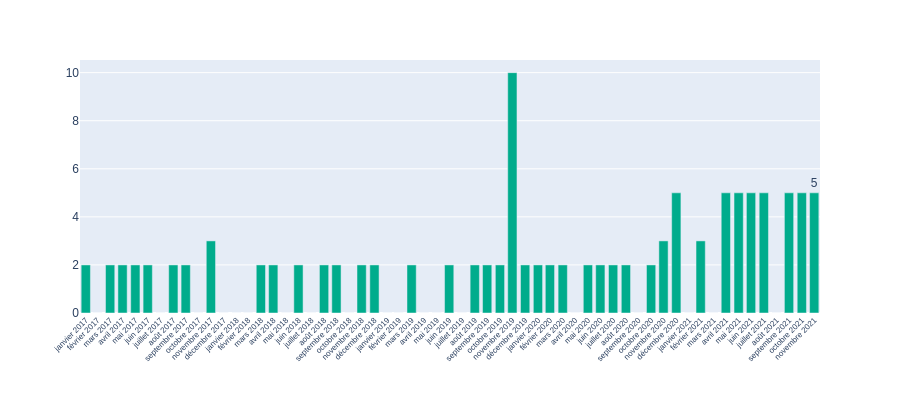 10
8
6
4
2
0
5
janvier 2017
février 2017
mars 2017
avril 2017
mai 2017
juin 2017
juillet 2017
août 2017
septembre 2017
octobre 2017
novembre 2017
décembre 2017
janvier 2018
février 2018
mars 2018
avril 2018
mai 2018
juin 2018
juillet 2018
août 2018
septembre 2018
octobre 2018
novembre 2018
décembre 2018
janvier 2019
février 2019
mars 2019
avril 2019
mai 2019
juin 2019
juillet 2019
août 2019
septembre 2019
octobre 2019
novembre 2019
décembre 2019
janvier 2020
février 2020
mars 2020
avril 2020
mai 2020
juin 2020
juillet 2020
août 2020
septembre 2020
octobre 2020
novembre 2020
décembre 2020
janvier 2021
février 2021
mars 2021
avril 2021
mai 2021
juin 2021
juillet 2021
août 2021
septembre 2021
octobre 2021
novembre 2021